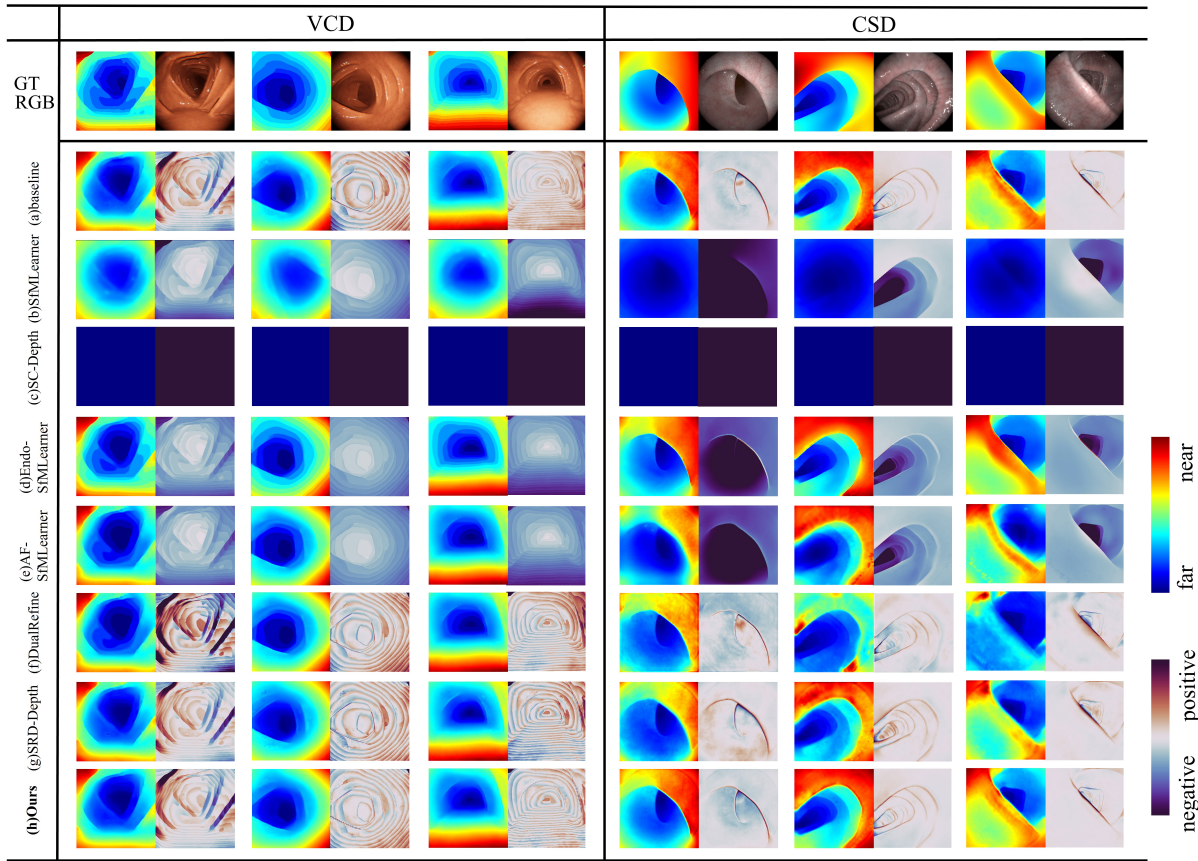 VCD CSD
GT
RGB
(a)baseline
(b)SfMLearner
(c)SC-Depth
(d)Endo-
SfMLearner
(e)AF-
SfMLearner
(f)DualRefine
(g)SRD-Depth
(h)Ours
near
far
positive
negative